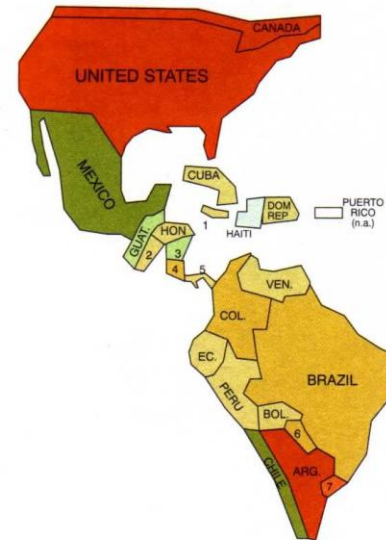 CANADA
UNITED STATES
MEXICO
CUBA
DOM
REP
PUERTO
RICO
(n.a.)
1
HAITI
GUAT.
HON
2
3
4
5
VEN.
COL.
EC.
PERU
BRAZIL
BOL.
6
CHILE
ARG.
7